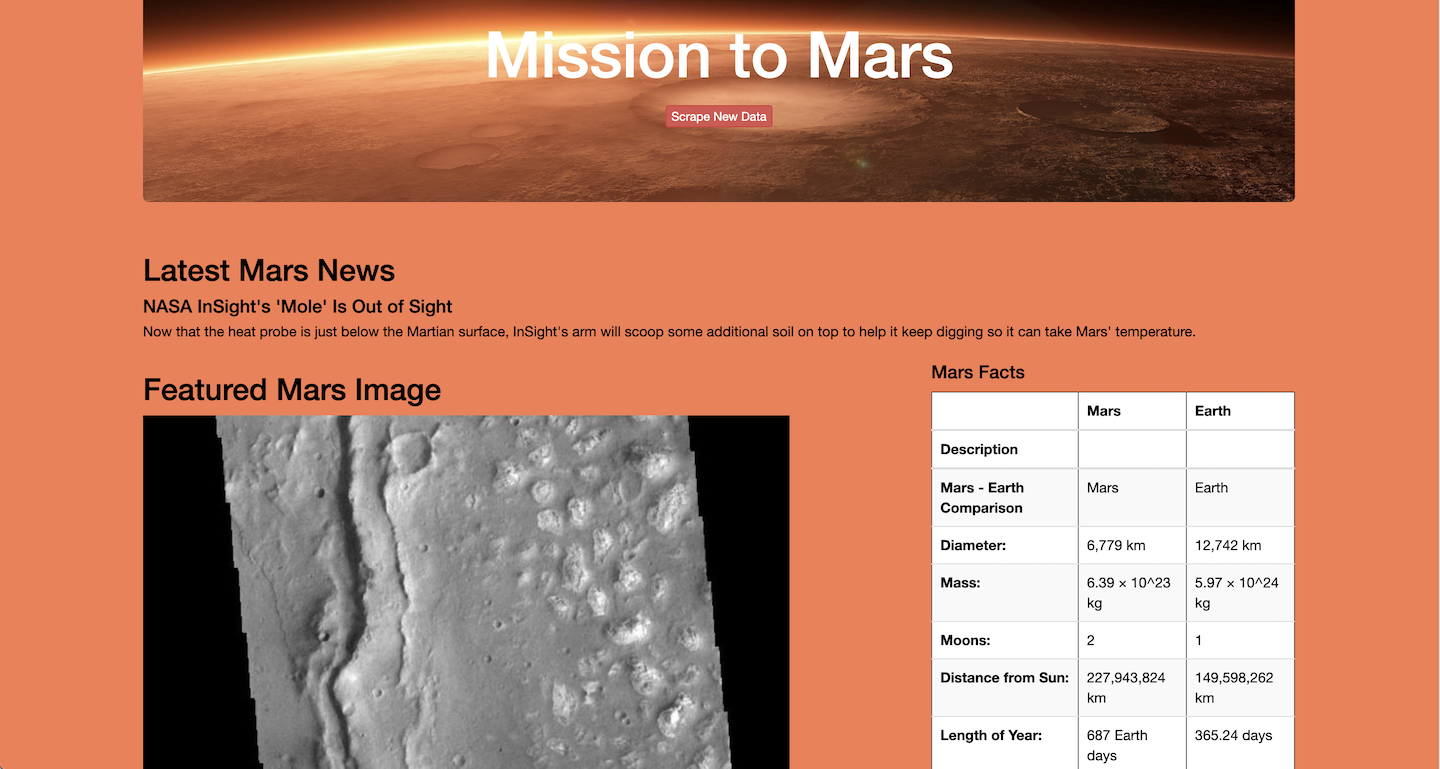 Mission to Mars
Scrape New Data
Latest Mars News
NASA InSight's 'Mole' Is Out of Sight
Now that the heat probe is just below the Martian surface, InSight's arm will scoop some additional soil on top to help it keep digging so it can take Mars' temperature.
Featured Mars Image
Mars Facts
Mars Earth
Description
Mars - Earth Mars Earth
Comparison
Diameter: 6,779 km 12,742 km
Mass: 6.39 × 10^23 5.97 × 10^24
kg kg
Moons: 2 1
Distance from Sun: 227,943,824 149,598,262
km km
Length of Year: 687 Earth 365.24 days
days